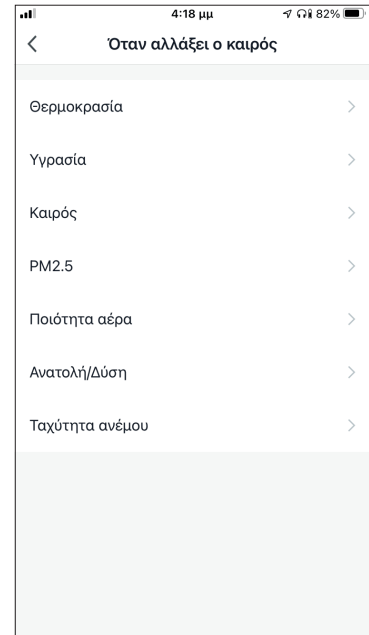 4:18 μμ 82%
Όταν αλλάξει ο καιρός
Θερμοκρασία
Υγρασία
Καιρός
PM2.5
Ποιότητα αέρα
Ανατολή/Δύση
Ταχύτητα ανέμου